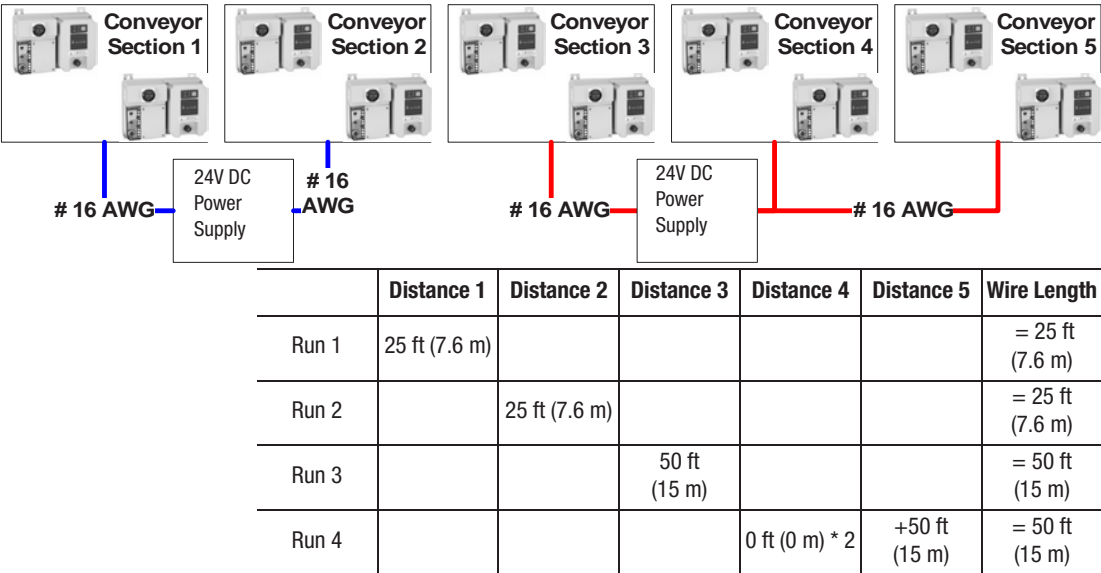 Conveyor
Section 1
Conveyor
Section 2
Conveyor
Section 3
Conveyor
Section 4
Conveyor
Section 5
# 16 AWG
24V DC
Power
Supply
# 16
AWG
# 16 AWG
24V DC
Power
Supply
# 16 AWG
Distance 1 Distance 2 Distance 3 Distance 4 Distance 5 Wire Length
Run 1 25 ft (7.6 m) = 25 ft
(7.6 m)
Run 2 25 ft (7.6 m) = 25 ft
(7.6 m)
Run 3 50 ft
(15 m) = 50 ft
(15 m)
Run 4 0 ft (0 m) * 2 +50 ft
(15 m) = 50 ft
(15 m)